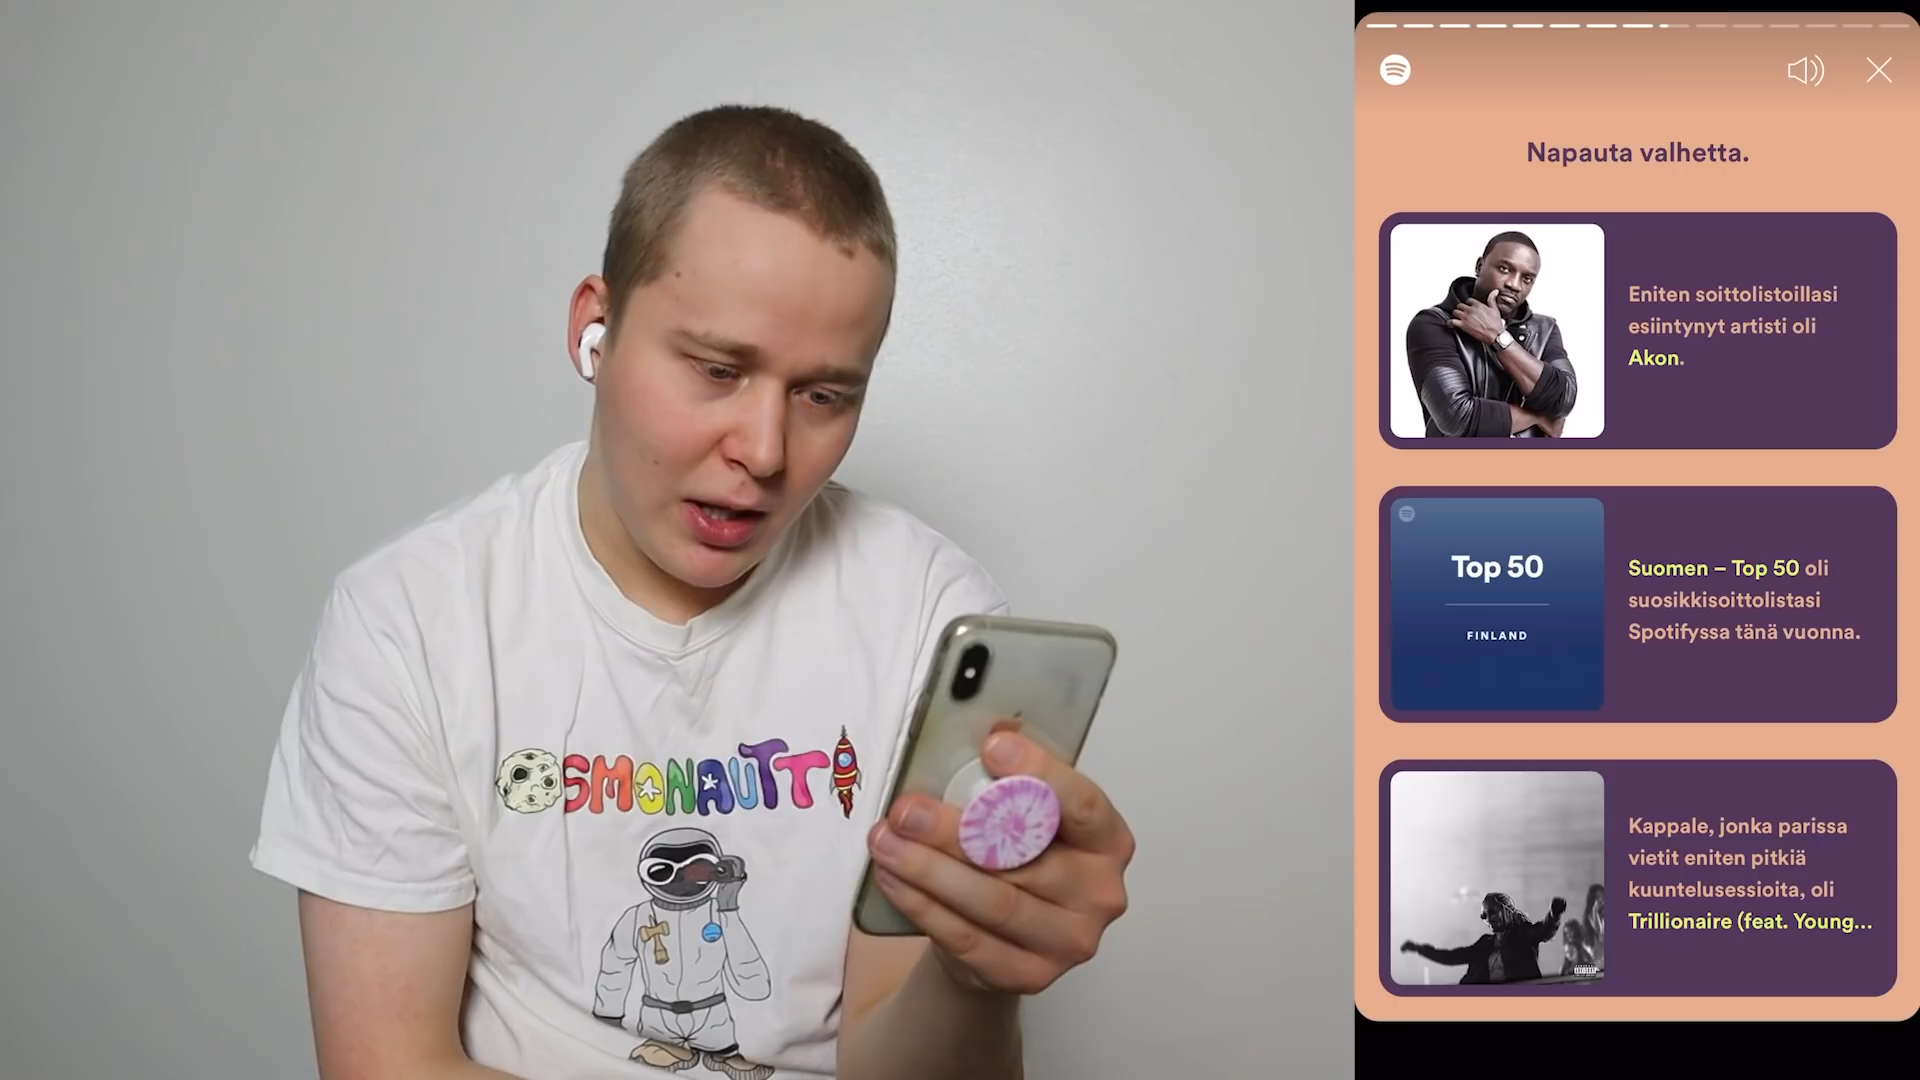 Napauta valhetta.
Eniten soittolistoillasi
esiintynyt artisti oli
Akon.
Top 50
FINLAND
Suomen – Top 50 oli
suosikkisoittolistasi
Spotifyssa tänä vuonna.
Kappale, jonka parissa
vietit eniten pitkiä
kuuntelusessioita, oli
Trillionaire (feat. Young...
OSMONAUTTI